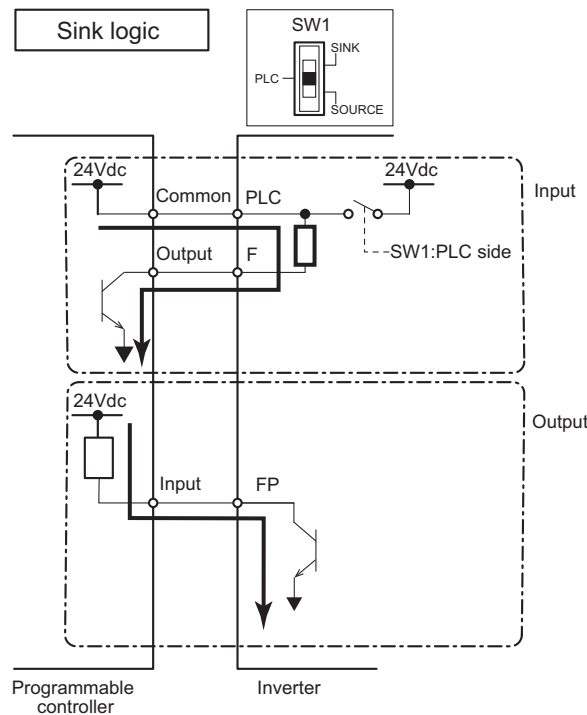 Sink logic
SW1
SINK
PLC
SOURCE
24Vdc
24Vdc
Common
PLC
Input
Output
F
SW1:PLC side
24Vdc
Output
Input
FP
Programmable
controller
Inverter